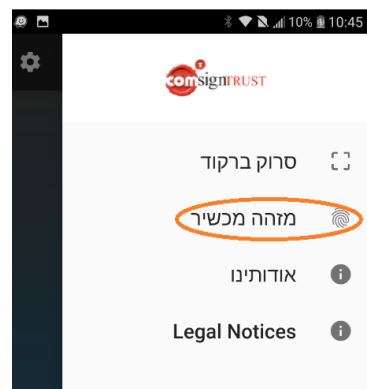 10% 10:45
comsignTRUST
סרוק ברקוד
מזהה מכשיר
אודותינו
Legal Notices